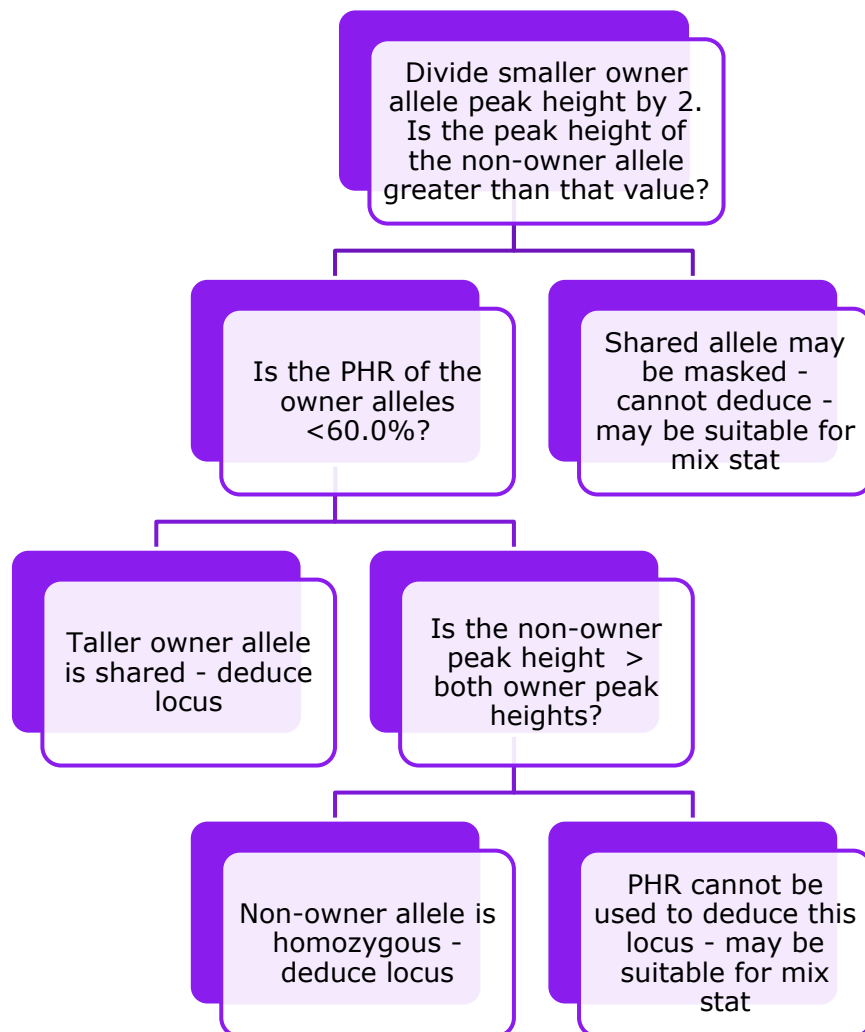 Divide smaller owner
allele peak height by 2.
Is the peak height of
the non-owner allele
greater than that value?
Is the PHR of the
owner alleles
<60.0%?
Shared allele may
be masked -
cannot deduce -
may be suitable for
mix stat
Taller owner allele
is shared - deduce
locus
Is the non-owner
peak height  >
both owner peak
heights?
Non-owner allele is
homozygous -
deduce locus
PHR cannot be
used to deduce this
locus - may be
suitable for mix
stat